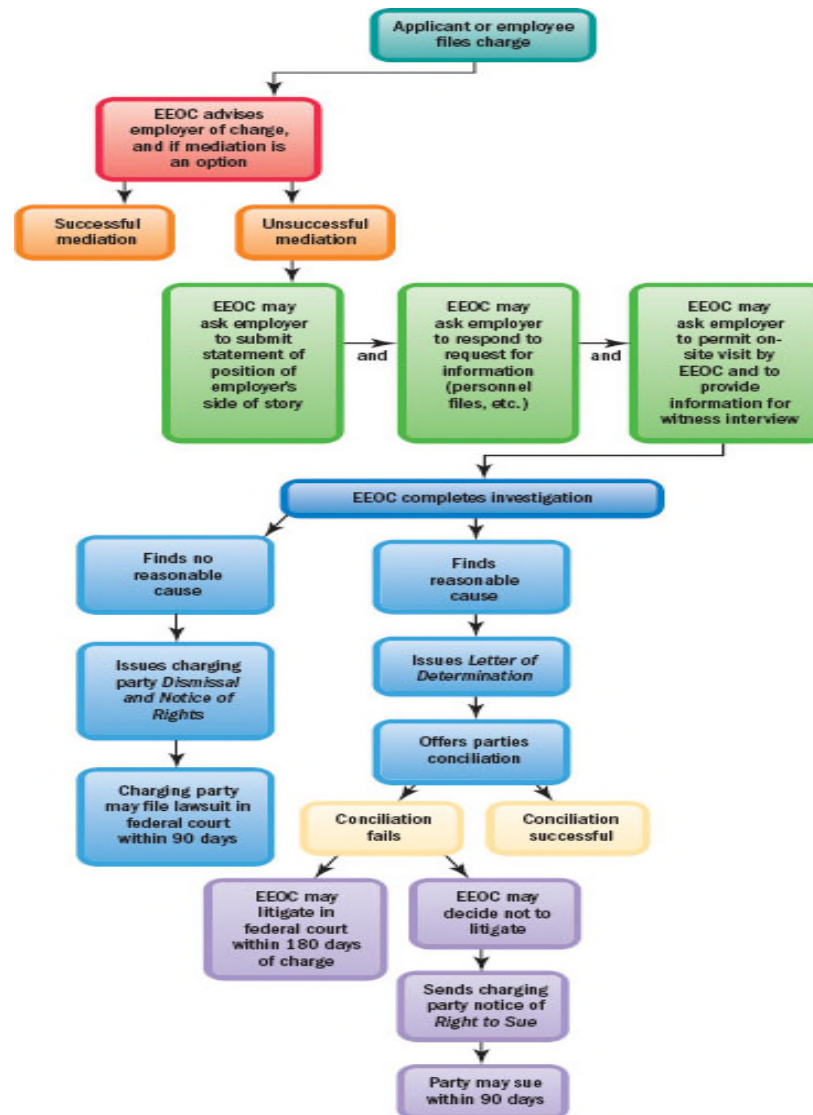 Applicant or employee
files charge
EEOC advises
employer of charge,
and if mediation is
an option
Successful
mediation
Unsuccessful
mediation
EEOC may
ask employer
to submit
statement of
position of
employer's
side of story
and
EEOC may
ask employer
to respond to
request for
information
(personnel
files, etc.)
and
EEOC may
ask employer
to permit on-
site visit by
EEOC and to
provide
information for
witness interview
EEOC completes investigation
Finds no
reasonable
cause
Issues charging
party Dismissal
and Notice of
Rights
Charging party
may file lawsuit in
federal court
within 90 days
Finds
reasonable
cause
Issues Letter of
Determination
Offers parties
conciliation
Conciliation
fails
Conciliation
successful
EEOC may
litigate in
federal court
within 180 days
of charge
EEOC may
decide not to
litigate
Sends charging
party notice of
Right to Sue
Party may sue
within 90 days